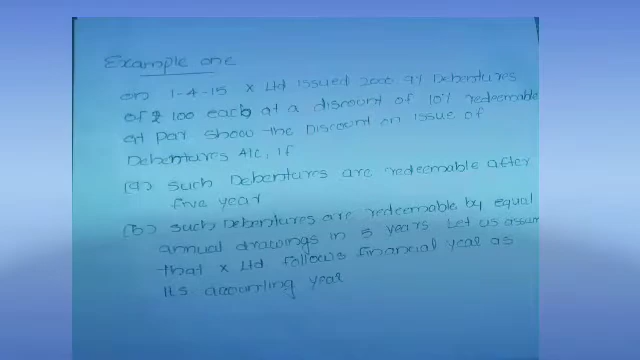 Example one
on 1-4-15 X Ltd issued 2000 9% Debentures
of ₹ 100 each at a discount of 10% redeemable
at par show the Discount on issue of
Debentures A/c, If
(a) such Debentures are redeemable after
five year
(b) such Debentures are redeemable by equal
annual drawings in 5 years. Let us assum
that X Ltd follows financial year as
its accounting year